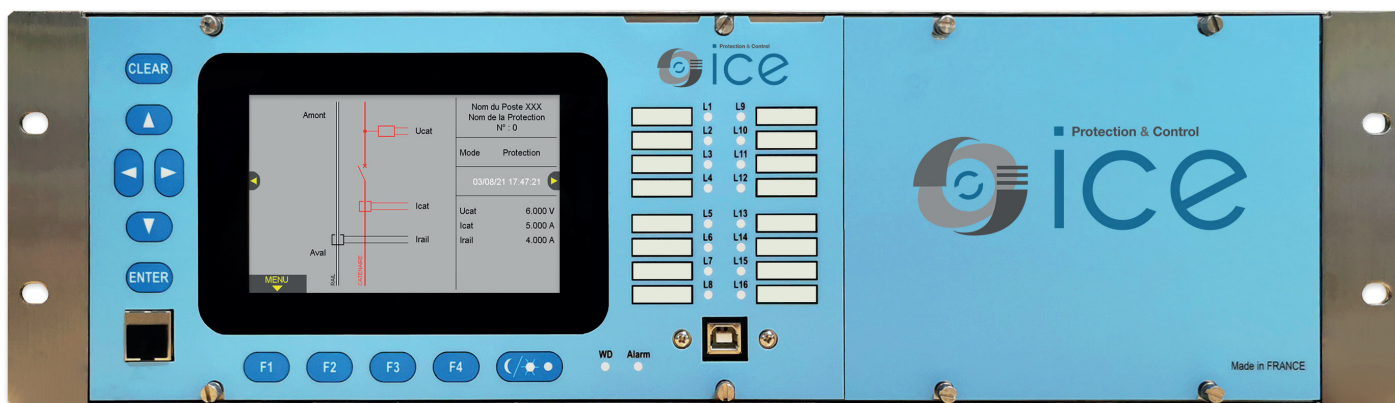 CLEAR
ENTER
Amont
Ucat
Icat
Irail
Aval
RAIL
CATENAIRE
MENU
Nom du Poste XXX
Nom de la Protection
N° : 0
Mode Protection
03/08/21 17:47:21
Ucat 6.000 V
Icat 5.000 A
Irail 4.000 A
F1
F2
F3
F4
WD
Alarm
Protection & Control
ice
L1 L9
L2 L10
L3 L11
L4 L12
L5 L13
L6 L14
L7 L15
L8 L16
Protection & Control
ice
Made in FRANCE